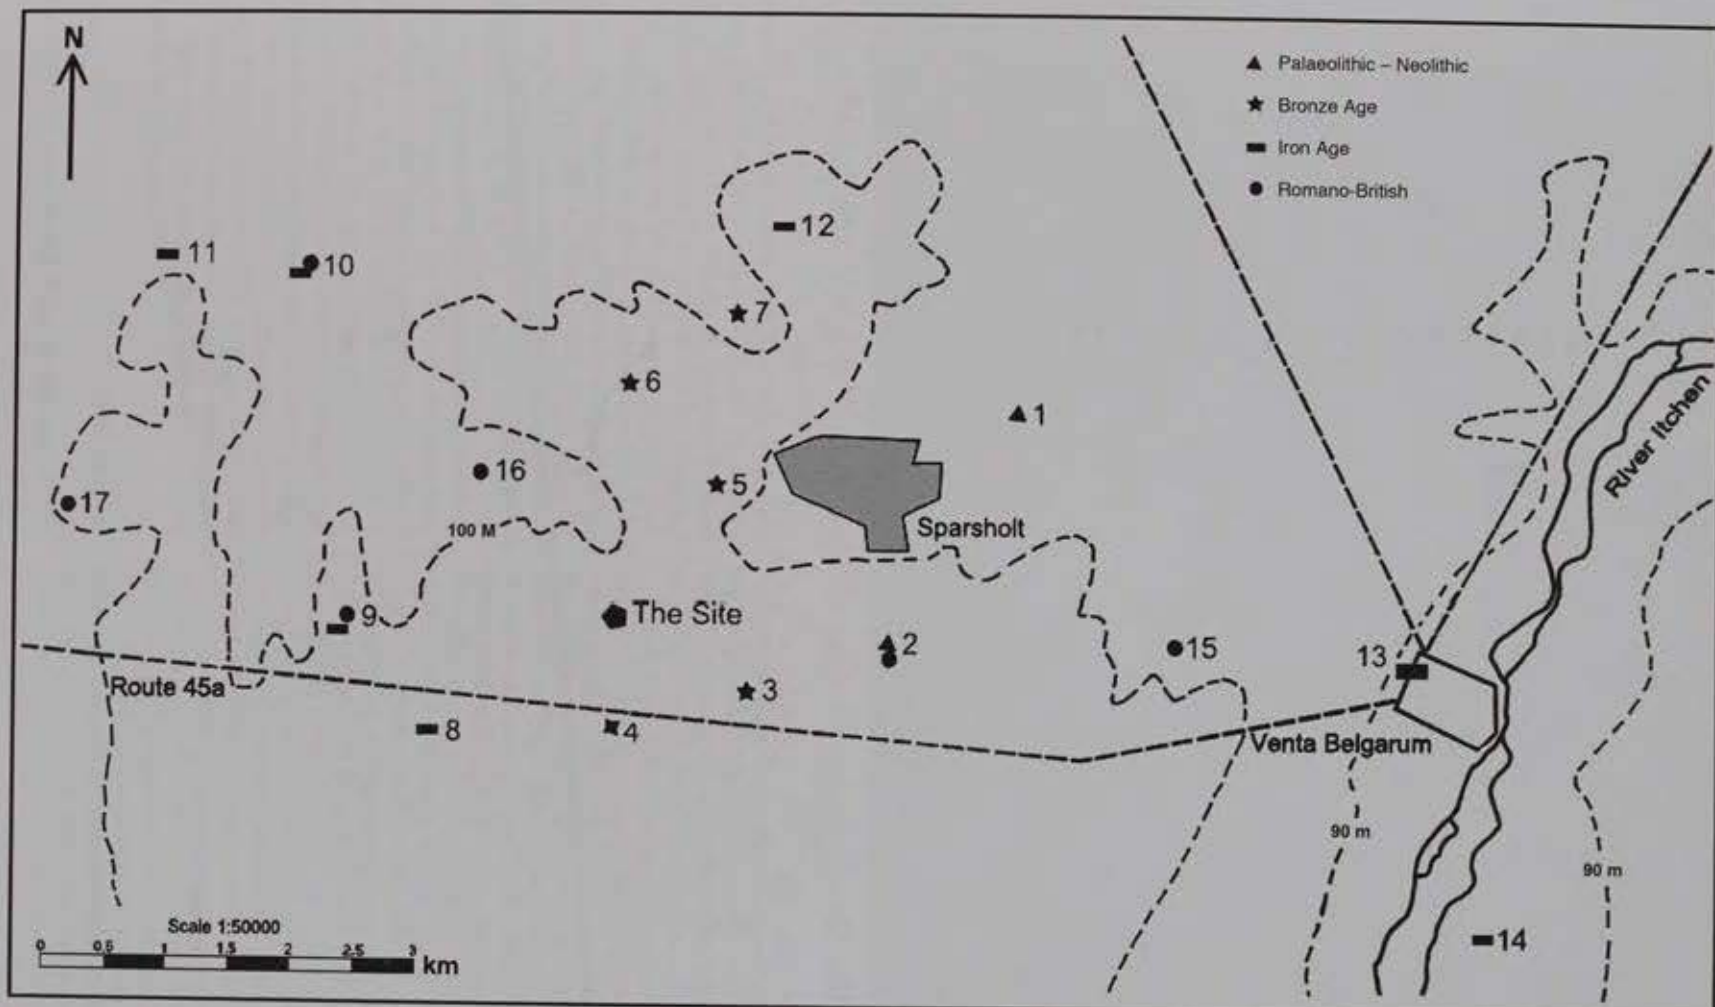 N
Palaeolithic – Neolithic
Bronze Age
Iron Age
Romano-British
12
11
10
7
6
1
16
5
17
100 M
Sparsholt
River Itchen
9
The Site
2
15
13
Route 45a
3
8
4
Venta Belgarum
90 m
90 m
14
Scale 1:50000
0 0.5 1 1.5 2 2.5 3
km